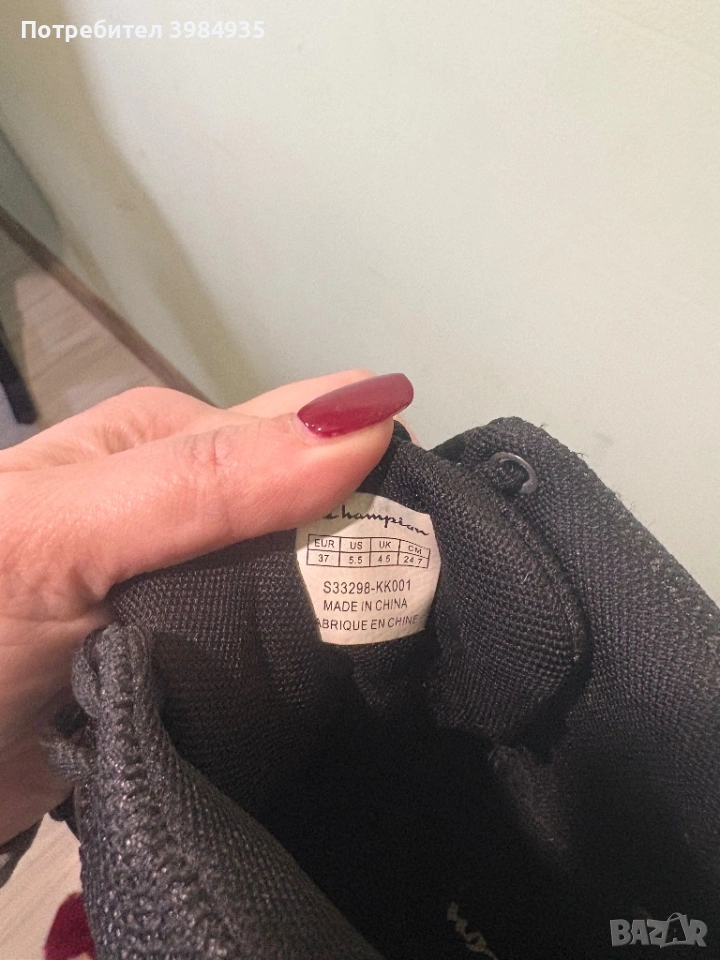 Потребител 3984935
Champion
EUR US UK CM
37 5.5 4.5 24.7
S33298-KK001
MADE IN CHINA
ABRIQUE EN CHINE
BAZAR